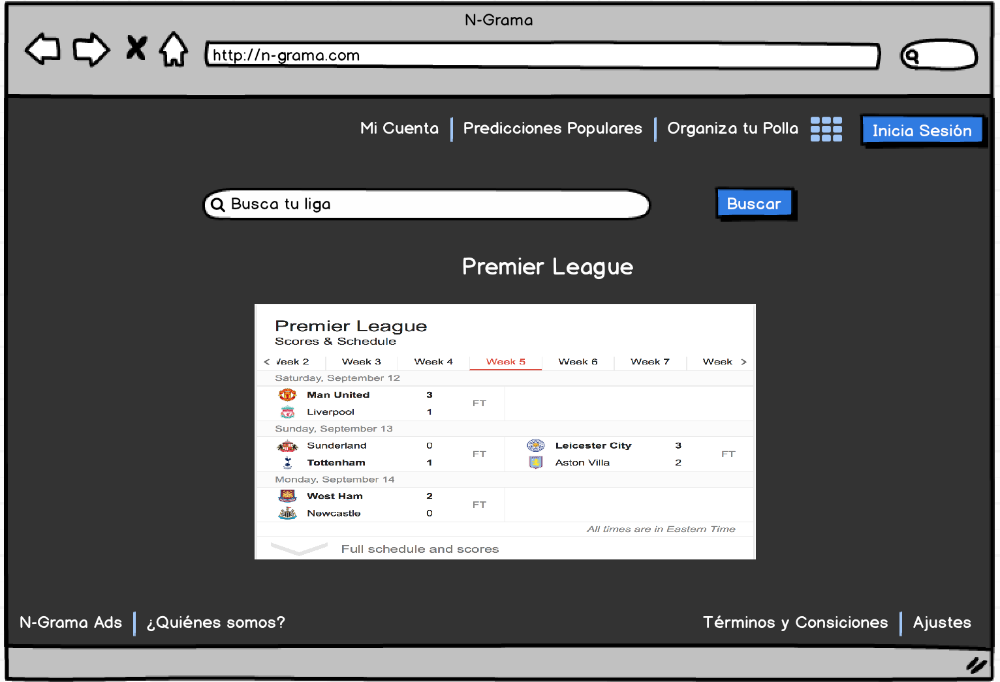 N-Grama
http://n-grama.com
Mi Cuenta
Predicciones Populares
Organiza tu Polla
Inicia Sesión
Busca tu liga
Buscar
Premier League
Premier League
Scores & Schedule
< Week 2 Week 3 Week 4 Week 5 Week 6 Week 7 Week >
Saturday, September 12
Man United 3
FT
Liverpool 1
Sunday, September 13
Sunderland 0
FT
Tottenham 1
Leicester City 3
FT
Aston Villa 2
Monday, September 14
West Ham 2
FT
Newcastle 0
All times are in Eastern Time
Full schedule and scores
N-Grama Ads
¿Quiénes somos?
Términos y Consiciones
Ajustes